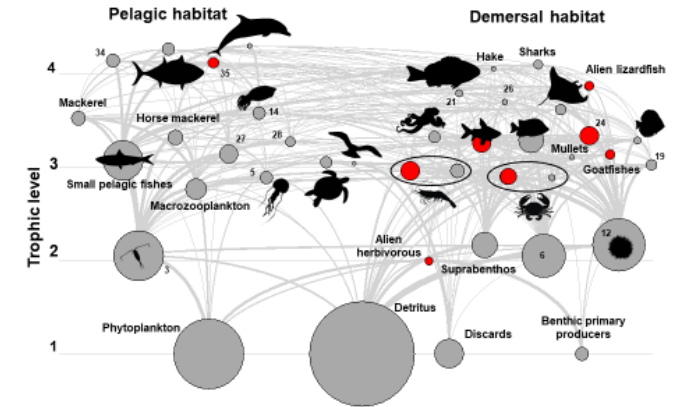 Pelagic habitat
Demersal habitat
34
4
35
Hake
Sharks
Alien lizardfish
26
21
Mackerel
14
Horse mackerel
24
27
28
Mullets
Goatfishes
19
3
5
Small pelagic fishes
Macrozooplankton
Trophic level
12
Alien
herbivorous
2
3
Suprabenthos
6
Detritus
Phytoplankton
Discards
Benthic primary
producers
1